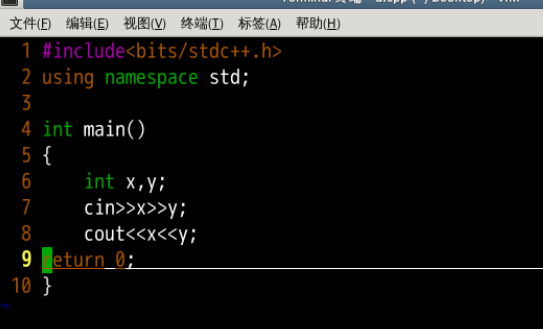 文件(F) 编辑(E) 视图(V) 终端(T) 标签(A) 帮助(H)
1 #include<bits/stdc++.h>
2 using namespace std;
3
4 int main()
5 {
6     int x,y;
7     cin>>x>>y;
8     cout<<x<<y;
9 return 0;
10 }
~